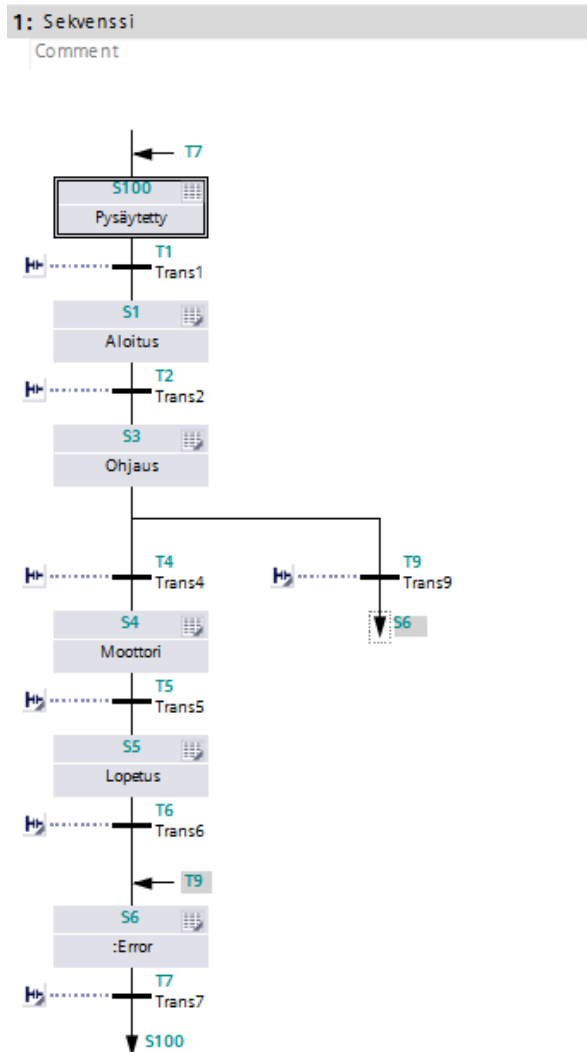 1: Sekvenssi
Comment
T7
S100
Pysäytetty
T1
Trans1
S1
Aloitus
T2
Trans2
S3
Ohjaus
T4
Trans4
T9
Trans9
S4
Moottori
S6
T5
Trans5
S5
Lopetus
T6
Trans6
T9
S6
:Error
T7
Trans7
S100